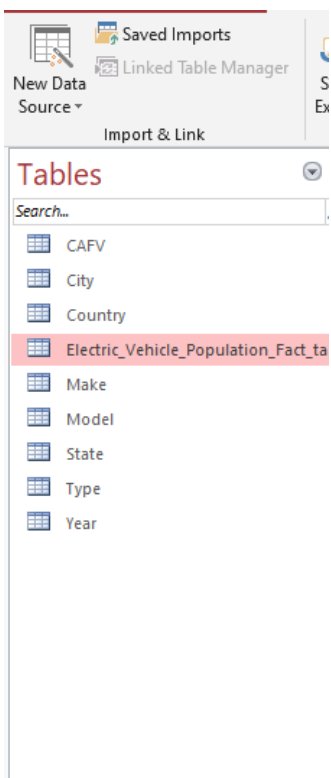 Saved Imports
Linked Table Manager
New Data
Source
Import & Link
S
Ex
Tables
Search...
CAFV
City
Country
Electric_Vehicle_Population_Fact_ta
Make
Model
State
Type
Year